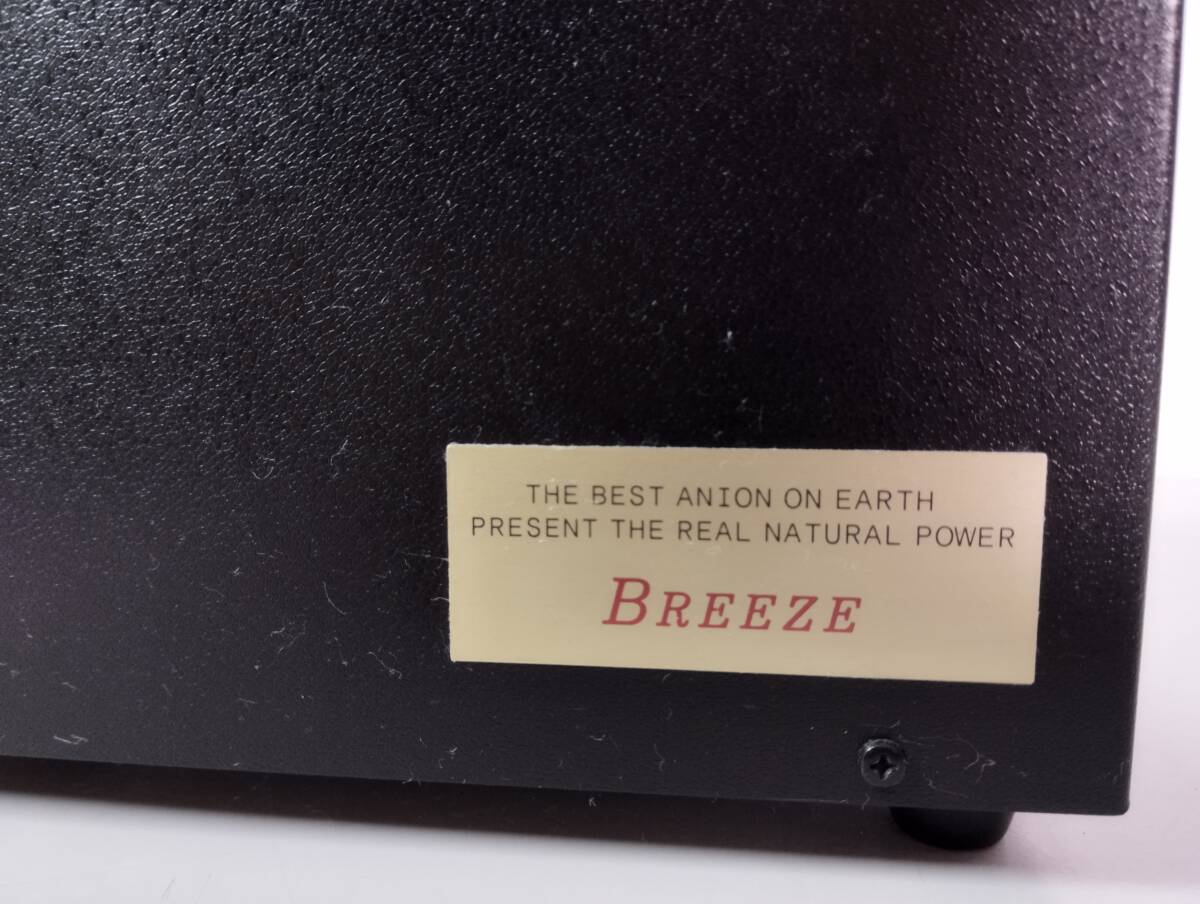 THE BEST ANION ON EARTH
PRESENT THE REAL NATURAL POWER
BREEZE